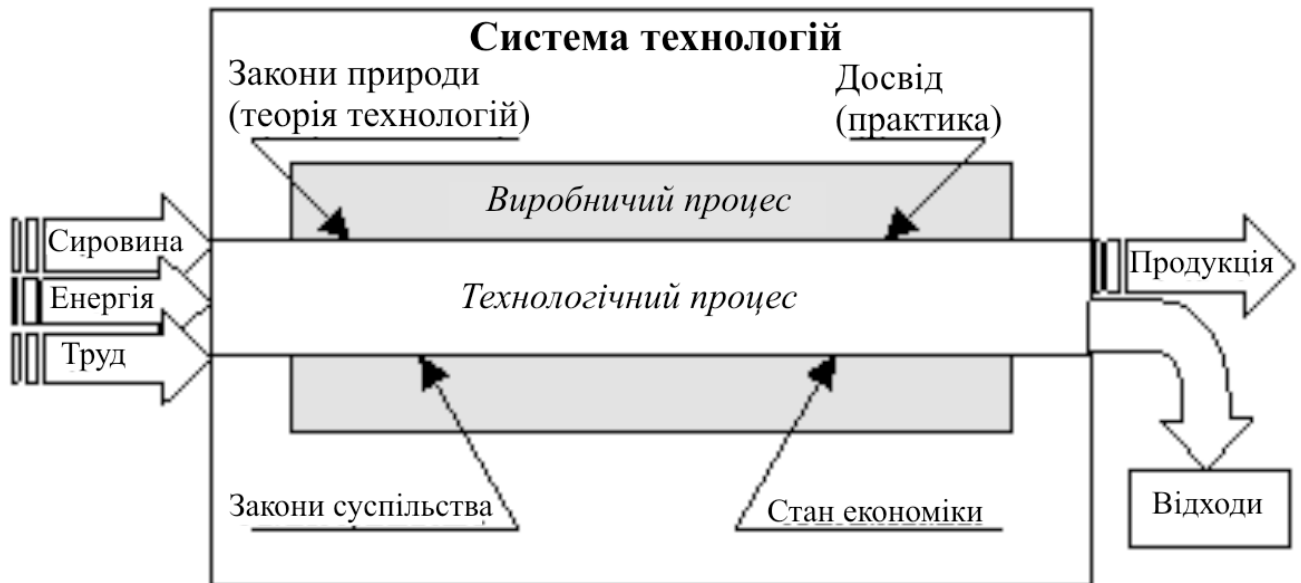 Система технологій
Закони природи
(теорія технологій)
Досвід
(практика)
Виробничий процес
Сировина
Енергія
Труд
Технологічний процес
Продукція
Закони суспільства
Стан економіки
Відходи